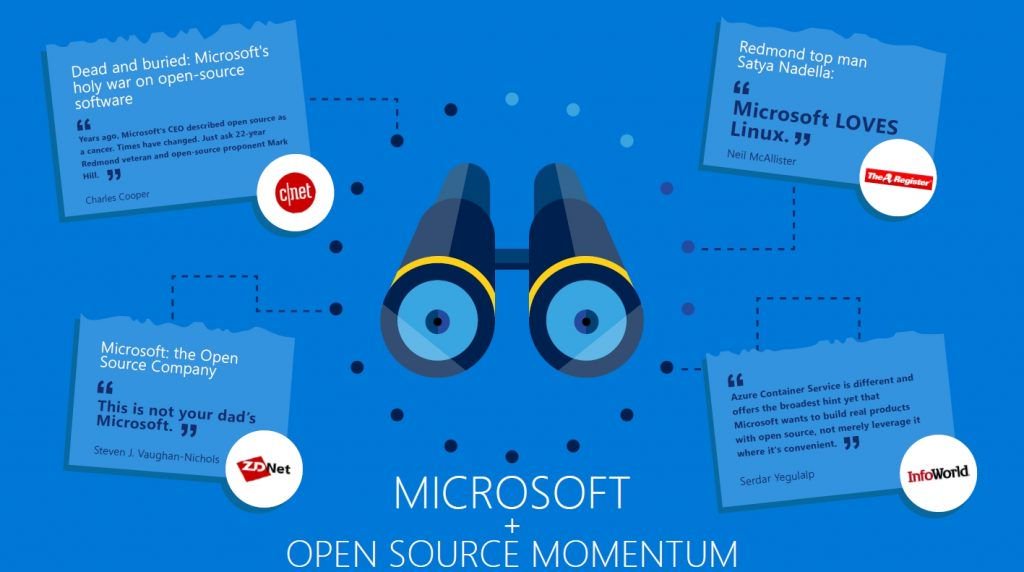 Dead and buried: Microsoft's
holy war on open-source
software
“
Years ago, Microsoft's CEO described open source as
a cancer. Times have changed. Just ask 22-year
Redmond veteran and open-source proponent Mark
Hill. ”
Charles Cooper
c|net
Redmond top man
Satya Nadella:
“
Microsoft LOVES
Linux. ”
Neil McAllister
The Register
Microsoft: the Open
Source Company
“
This is not your dad’s
Microsoft. ”
Steven J. Vaughan-Nichols
ZDNet
“
Azure Container Service is different and
offers the broadest hint yet that
Microsoft wants to build real products
with open source, not merely leverage it
where it's convenient. ”
Serdar Yegulalp
InfoWorld
MICROSOFT
+
OPEN SOURCE MOMENTUM